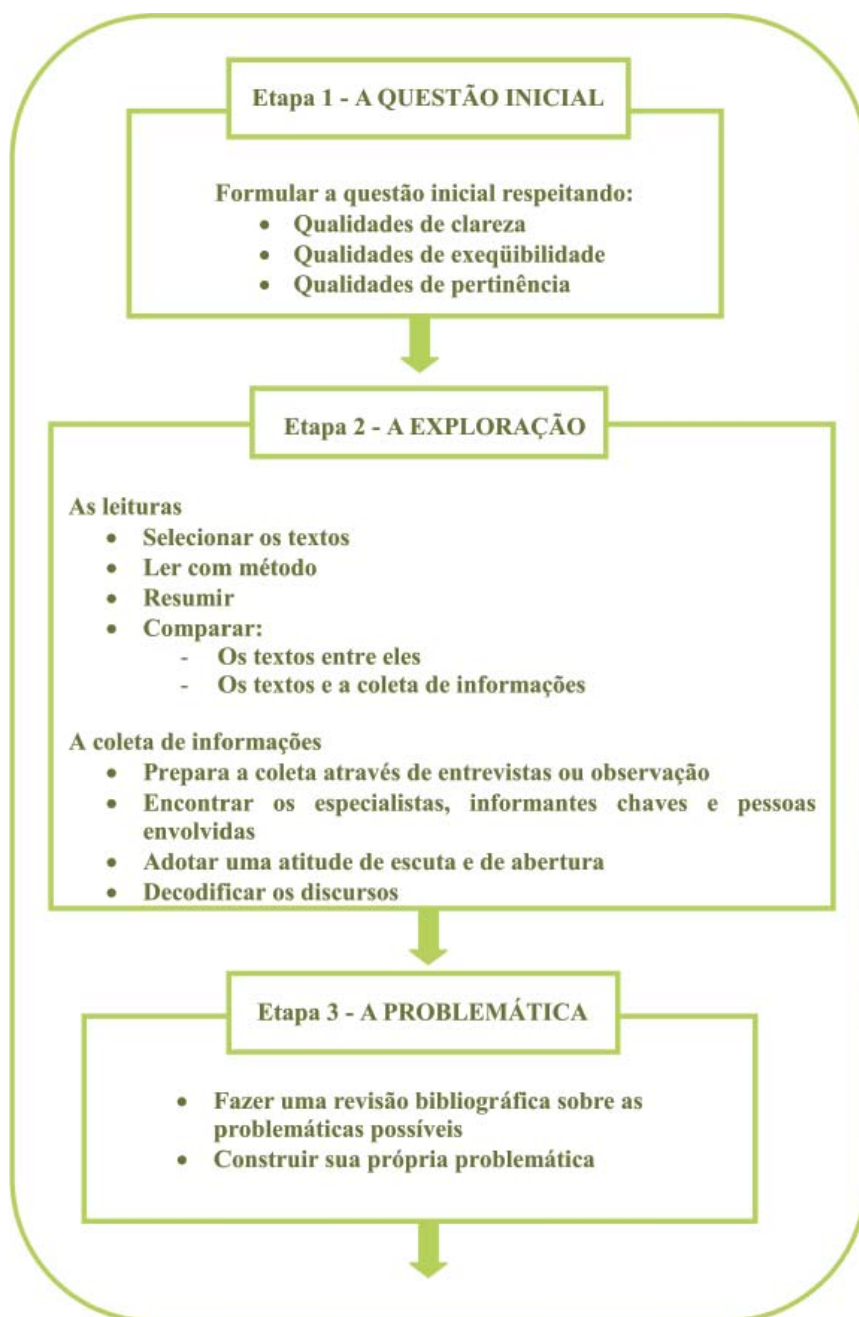 Etapa 1 - A QUESTÃO INICIAL
Formular a questão inicial respeitando:
• Qualidades de clareza
• Qualidades de exeqüibilidade
• Qualidades de pertinência
Etapa 2 - A EXPLORAÇÃO
As leituras
• Selecionar os textos
• Ler com método
• Resumir
• Comparar:
- Os textos entre eles
- Os textos e a coleta de informações
A coleta de informações
• Prepara a coleta através de entrevistas ou observação
• Encontrar os especialistas, informantes chaves e pessoas
envolvidas
• Adotar uma atitude de escuta e de abertura
• Decodificar os discursos
Etapa 3 - A PROBLEMÁTICA
• Fazer uma revisão bibliográfica sobre as
problemáticas possíveis
• Construir sua própria problemática